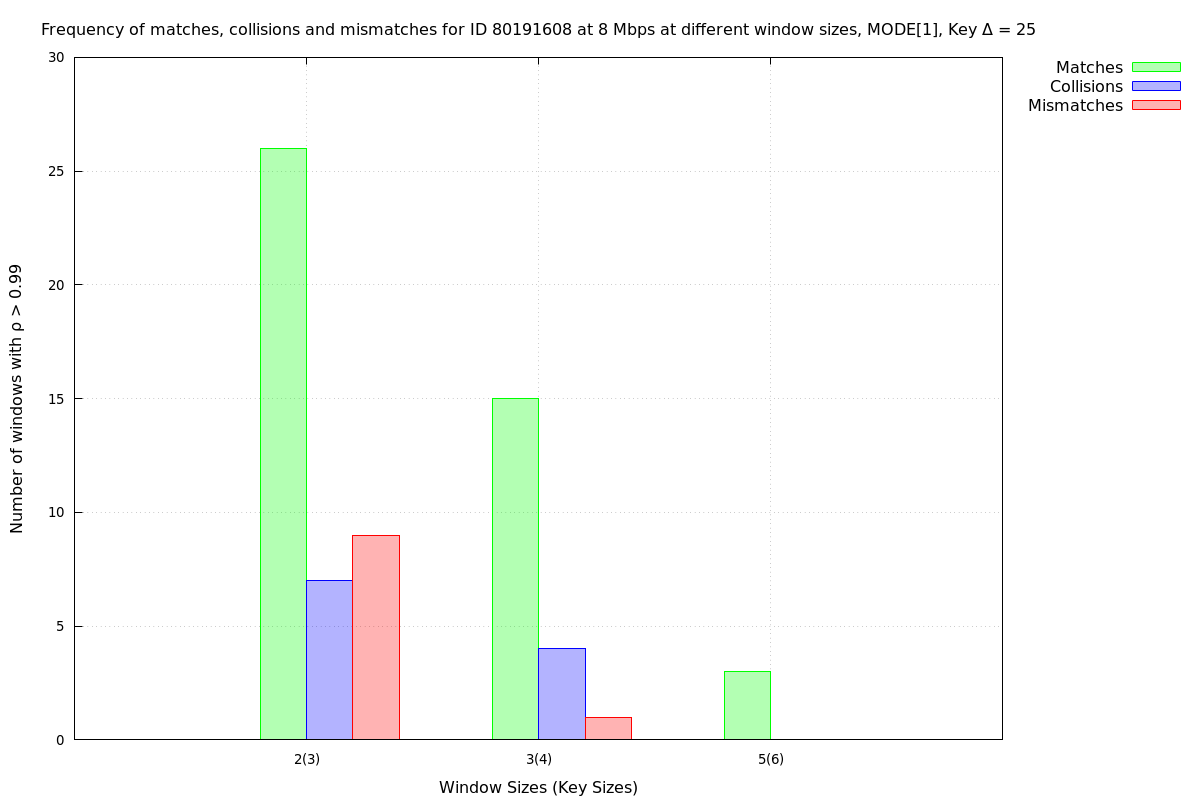 Frequency of matches, collisions and mismatches for ID 80191608 at 8 Mbps at different window sizes, MODE[1], Key Δ = 25
Matches
Collisions
Mismatches
Number of windows with ρ > 0.99
30
25
20
15
10
5
0
2(3)
3(4)
5(6)
Window Sizes (Key Sizes)